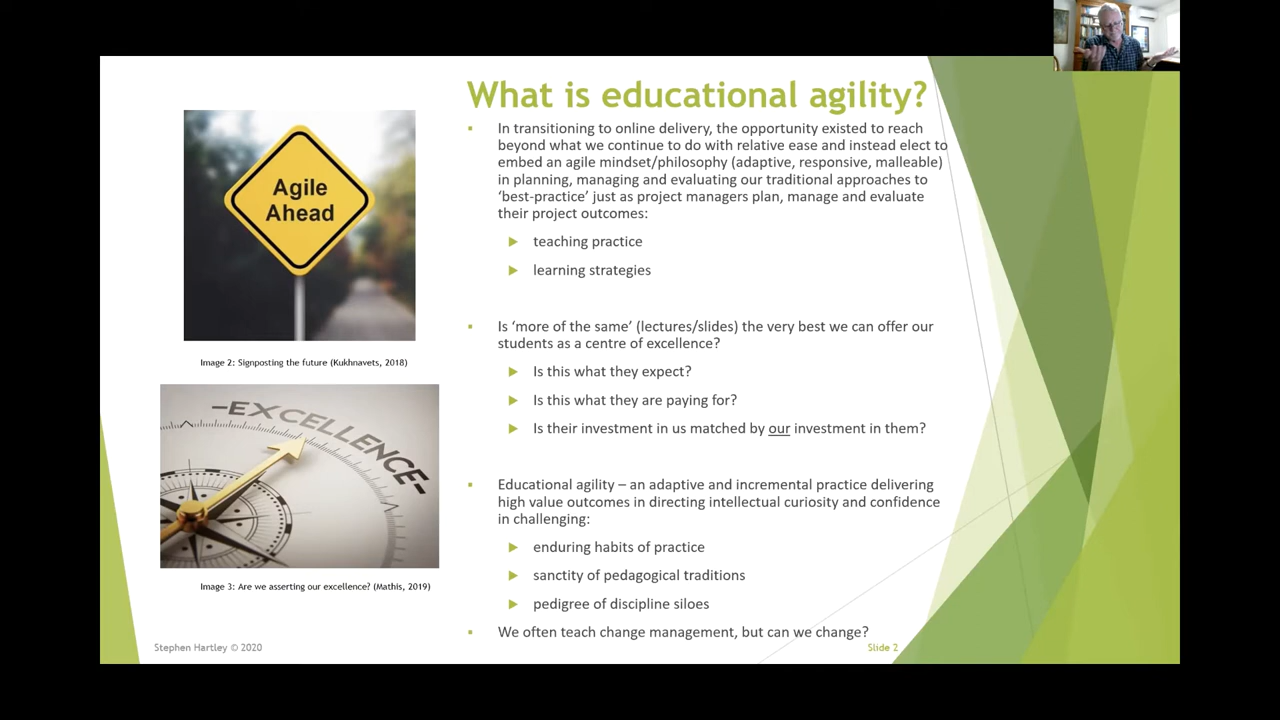 What is educational agility?
Agile
Ahead
Image 2: Signposting the future (Kukhnavets, 2018)
-EXCELLENCE-
Image 3: Are we asserting our excellence? (Mathis, 2019)
In transitioning to online delivery, the opportunity existed to reach
beyond what we continue to do with relative ease and instead elect to
embed an agile mindset/philosophy (adaptive, responsive, malleable)
in planning, managing and evaluating our traditional approaches to
‘best-practice’ just as project managers plan, manage and evaluate
their project outcomes:
teaching practice
learning strategies
Is ‘more of the same’ (lectures/slides) the very best we can offer our
students as a centre of excellence?
Is this what they expect?
Is this what they are paying for?
Is their investment in us matched by our investment in them?
Educational agility – an adaptive and incremental practice delivering
high value outcomes in directing intellectual curiosity and confidence
in challenging:
enduring habits of practice
sanctity of pedagogical traditions
pedigree of discipline siloes
We often teach change management, but can we change?
Stephen Hartley © 2020
Slide 2